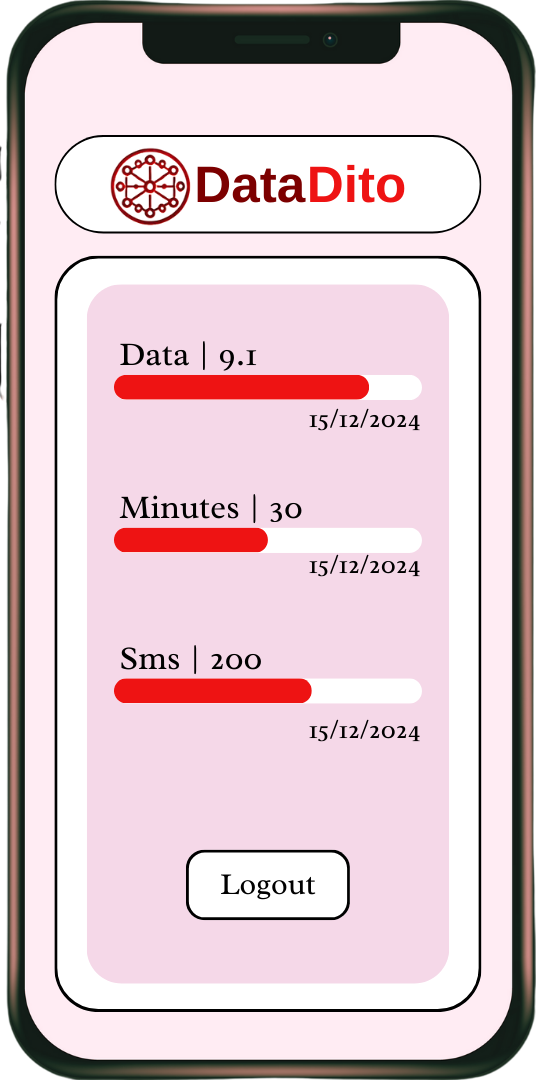 DataDito
Data | 9.1
15/12/2024
Minutes | 30
15/12/2024
Sms | 200
15/12/2024
Logout